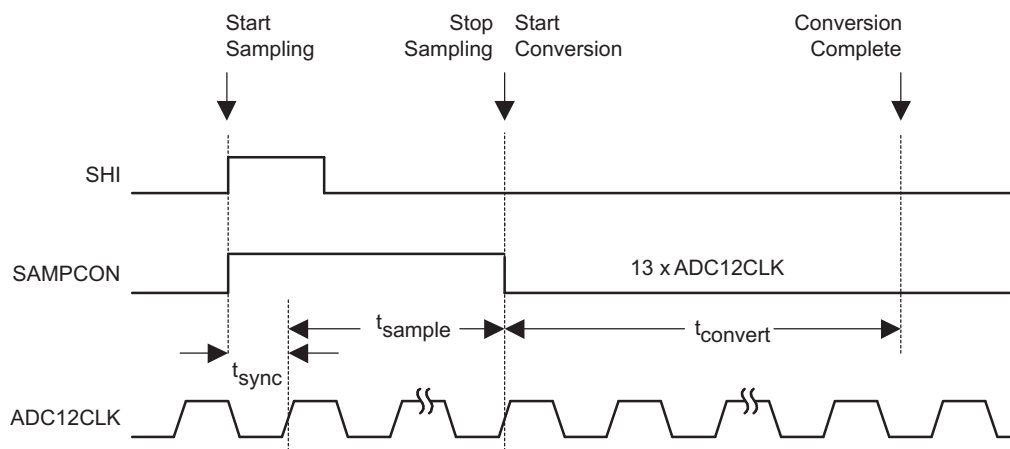 Start
Sampling
Stop
Sampling
Start
Conversion
Conversion
Complete
SHI
SAMPCON
13 x ADC12CLK
tsample
tconvert
tsync
ADC12CLK